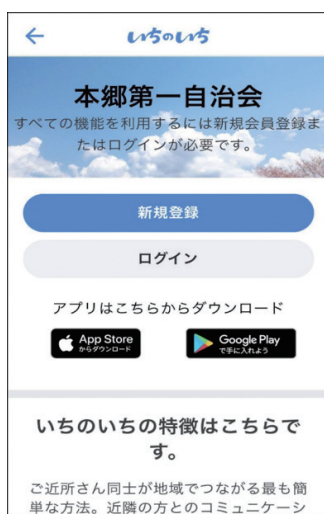 いちのいち
本郷第一自治会
すべての機能を利用するには新規会員登録ま
たはログインが必要です。
新規登録
ログイン
アプリはこちらからダウンロード
App Store
からダウンロード
Google Play
で手に入れよう
いちのいちの特徴はこちらで
す。
ご近所さん同士が地域でつながる最も簡
単な方法。近隣の方とのコミュニケーシ